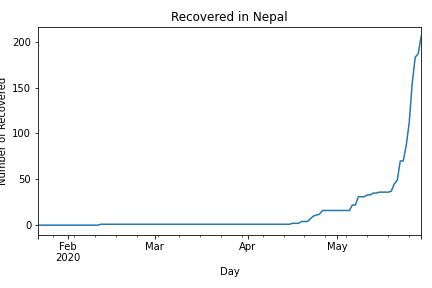 Recovered in Nepal
Number of Recovered
200
150
100
50
0
Feb
2020
Mar
Apr
May
Day